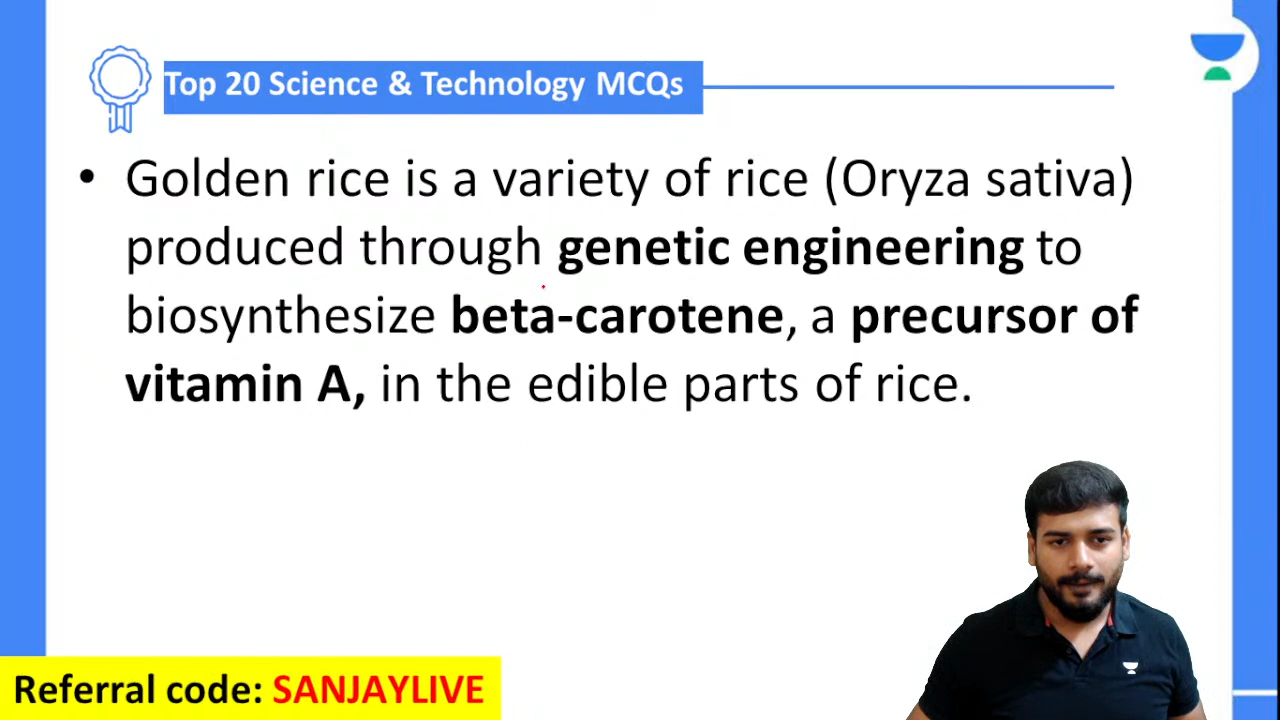 Top 20 Science & Technology MCQs
• Golden rice is a variety of rice (Oryza sativa)
produced through genetic engineering to
biosynthesize beta-carotene, a precursor of
vitamin A, in the edible parts of rice.
Referral code: SANJAYLIVE